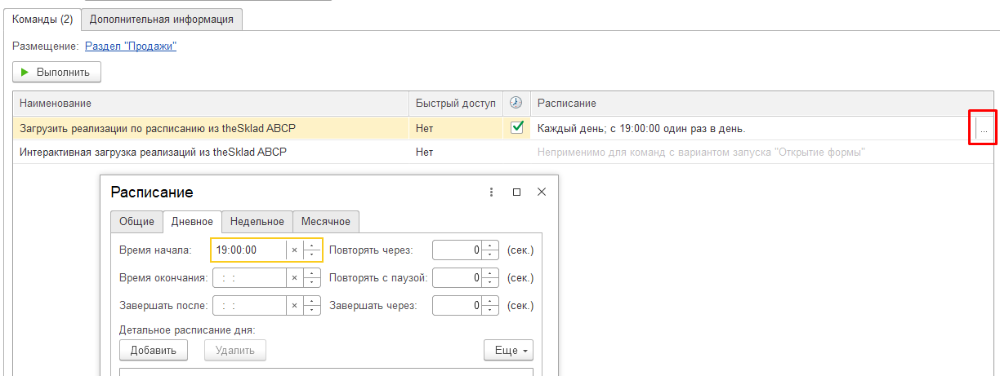 Команды (2) Дополнительная информация
Размещение: Раздел "Продажи"
Выполнить
Наименование Быстрый доступ Расписание
Загрузить реализации по расписанию из theSklad ABCP Нет Каждый день; с 19:00:00 один раз в день. ...
Интерактивная загрузка реализаций из theSklad ABCP Нет Неприменимо для команд с вариантом запуска "Открытие формы"
Расписание
Общие Дневное Недельное Месячное
Время начала: 19:00:00 Повторять через: 0 (сек.)
Время окончания: : : Повторять с паузой: 0 (сек.)
Завершать после: : : Завершать через: 0 (сек.)
Детальное расписание дня:
Добавить Удалить Еще